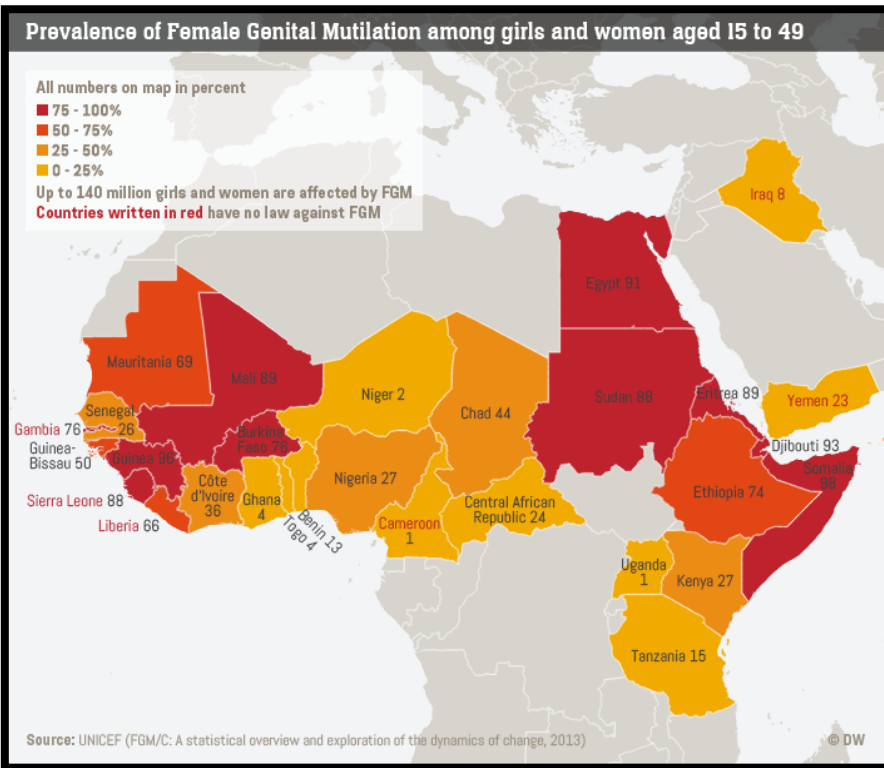 Prevalence of Female Genital Mutilation among girls and women aged 15 to 49
All numbers on map in percent
75 - 100%
50 - 75%
25 - 50%
0 - 25%
Up to 140 million girls and women are affected by FGM
Countries written in red have no law against FGM
Iraq 8
Egypt 91
Mauritania 69
Mali 89
Niger 2
Chad 44
Sudan 88
Eritrea 89
Yemen 23
Senegal
26
Gambia 76
Guinea-
Bissau 50
Guinea 96
Burkina
Faso 76
Djibouti 93
Somalia
98
Sierra Leone 88
Liberia 66
Côte
d'Ivoire
36
Ghana
4
Togo 4
Benin 13
Nigeria 27
Cameroon
1
Central African
Republic 24
Ethiopia 74
Uganda
1
Kenya 27
Tanzania 15
Source: UNICEF (FGM/C: A statistical overview and exploration of the dynamics of change, 2013)
© DW